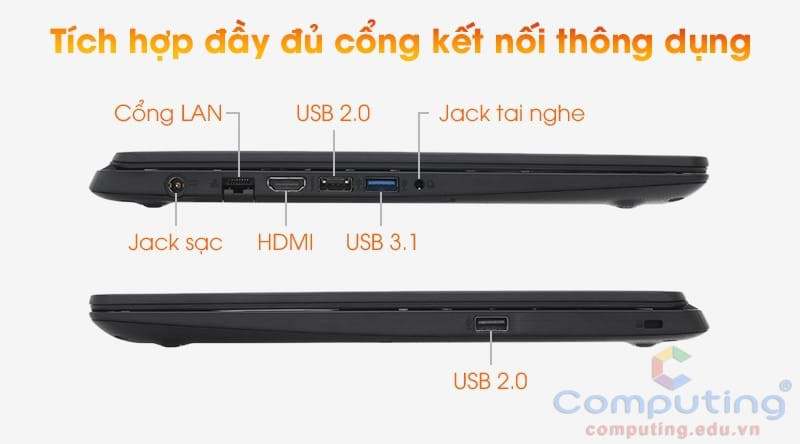 Tích hợp đầy đủ cổng kết nối thông dụng
Cổng LAN
USB 2.0
Jack tai nghe
Jack sạc
HDMI
USB 3.1
USB 2.0
Computing®
computing.edu.vn